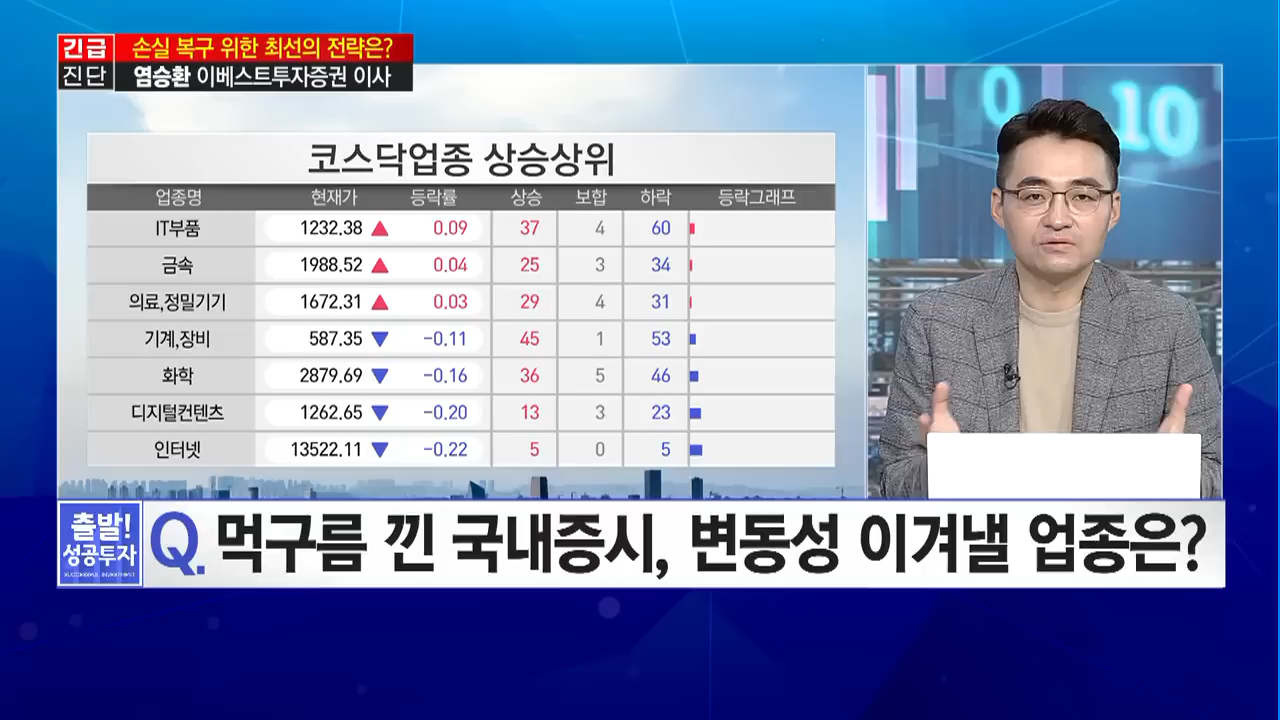 긴급
진단
손실 복구 위한 최선의 전략은?
염승환 이베스트투자증권 이사
0 10
코스닥업종 상승상위
업종명 현재가 등락률 상승 보합 하락 등락그래프
IT부품 1232.38 ▲ 0.09 37 4 60
금속 1988.52 ▲ 0.04 25 3 34
의료,정밀기기 1672.31 ▲ 0.03 29 4 31
기계,장비 587.35 ▼ -0.11 45 1 53
화학 2879.69 ▼ -0.16 36 5 46
디지털컨텐츠 1262.65 ▼ -0.20 13 3 23
인터넷 13522.11 ▼ -0.22 5 0 5
출발!
성공투자
SUCCESSFUL INVESTMENT
Q. 먹구름 낀 국내증시, 변동성 이겨낼 업종은?